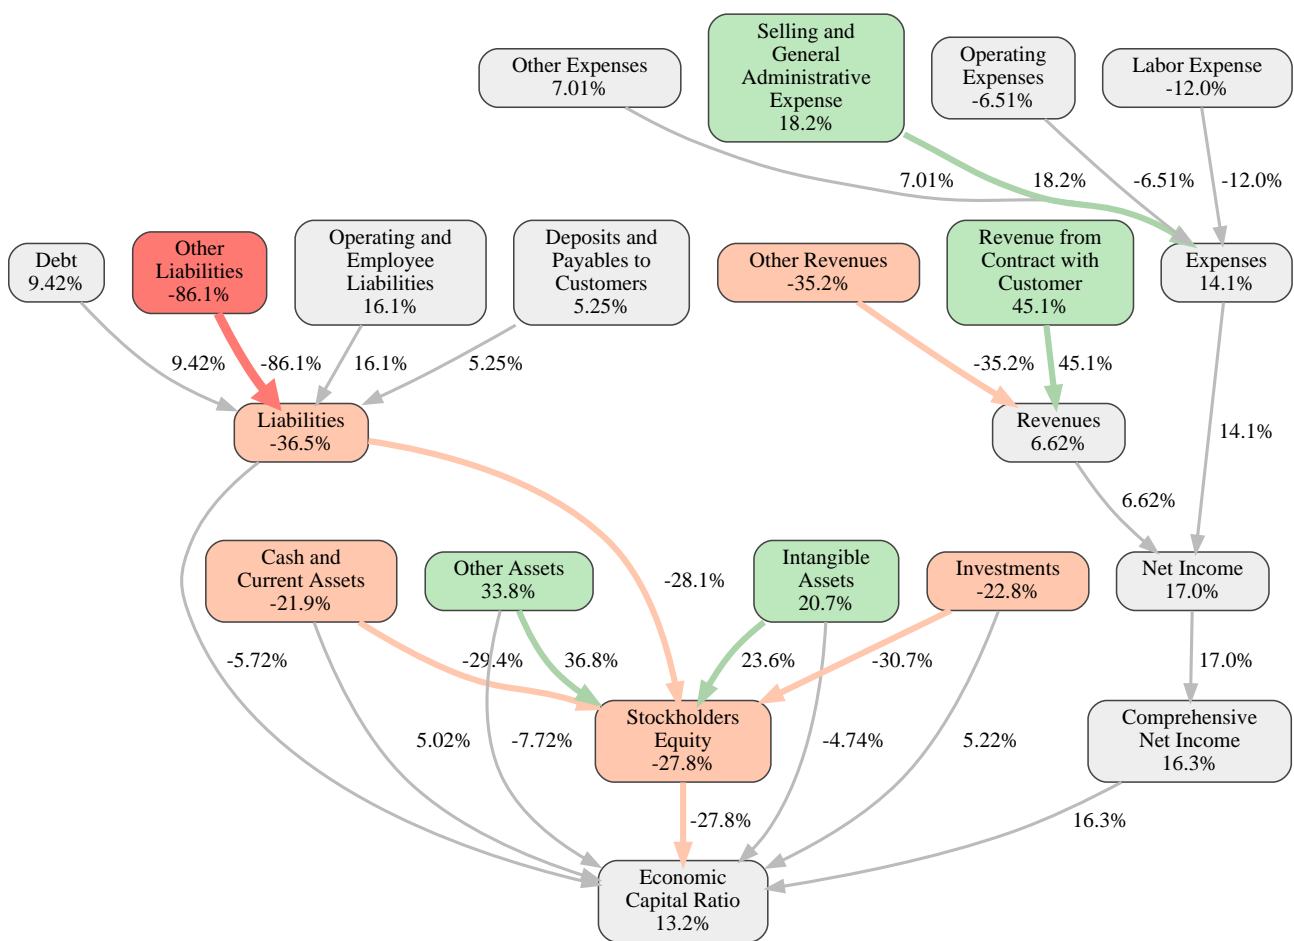 Other Expenses
7.01%
Selling and
General
Administrative
Expense
18.2%
Operating
Expenses
-6.51%
Labor Expense
-12.0%
7.01%
18.2%
-6.51%
-12.0%
Debt
9.42%
Other
Liabilities
-86.1%
Operating and
Employee
Liabilities
16.1%
Deposits and
Payables to
Customers
5.25%
Other Revenues
-35.2%
Revenue from
Contract with
Customer
45.1%
Expenses
14.1%
9.42%
-86.1%
16.1%
5.25%
-35.2%
45.1%
Liabilities
-36.5%
Revenues
6.62%
14.1%
6.62%
Cash and
Current Assets
-21.9%
Other Assets
33.8%
-28.1%
Intangible
Assets
20.7%
Investments
-22.8%
Net Income
17.0%
-5.72%
-29.4%
36.8%
23.6%
-30.7%
17.0%
Stockholders
Equity
-27.8%
Comprehensive
Net Income
16.3%
5.02%
-7.72%
-4.74%
5.22%
-27.8%
16.3%
Economic
Capital Ratio
13.2%